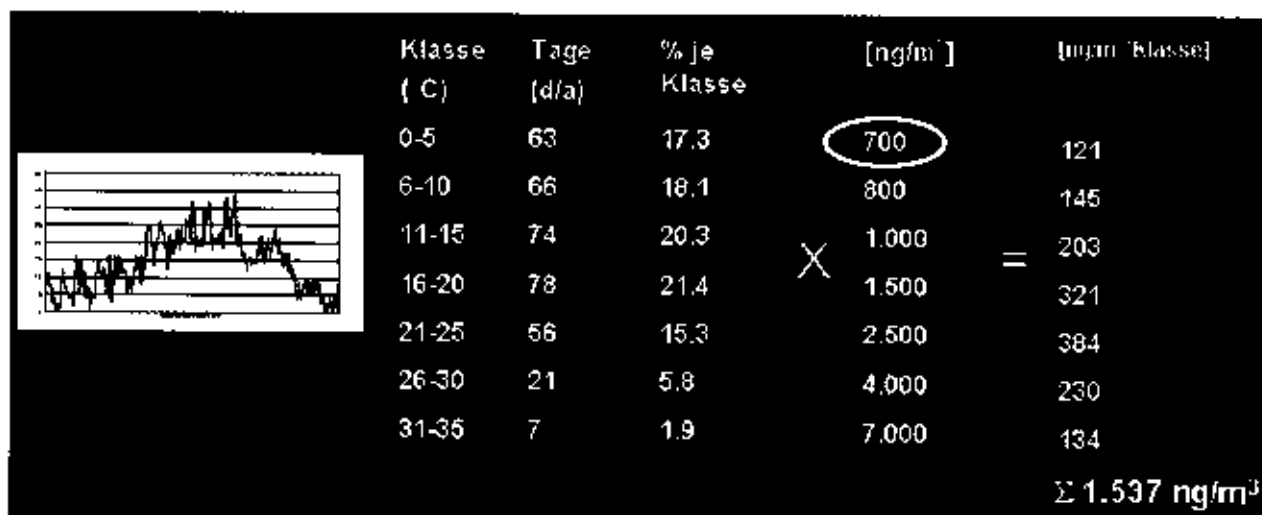 Klasse Tage % je [ng/m³] [ng/m³ Klasse]
( C) (d/a) Klasse
0-5 63 17.3 700 121
6-10 66 18.1 800 145
11-15 74 20.3 1.000 203
X =
16-20 78 21.4 1.500 321
21-25 56 15.3 2.500 384
26-30 21 5.8 4.000 230
31-35 7 1.9 7.000 134
Σ 1.537 ng/m³